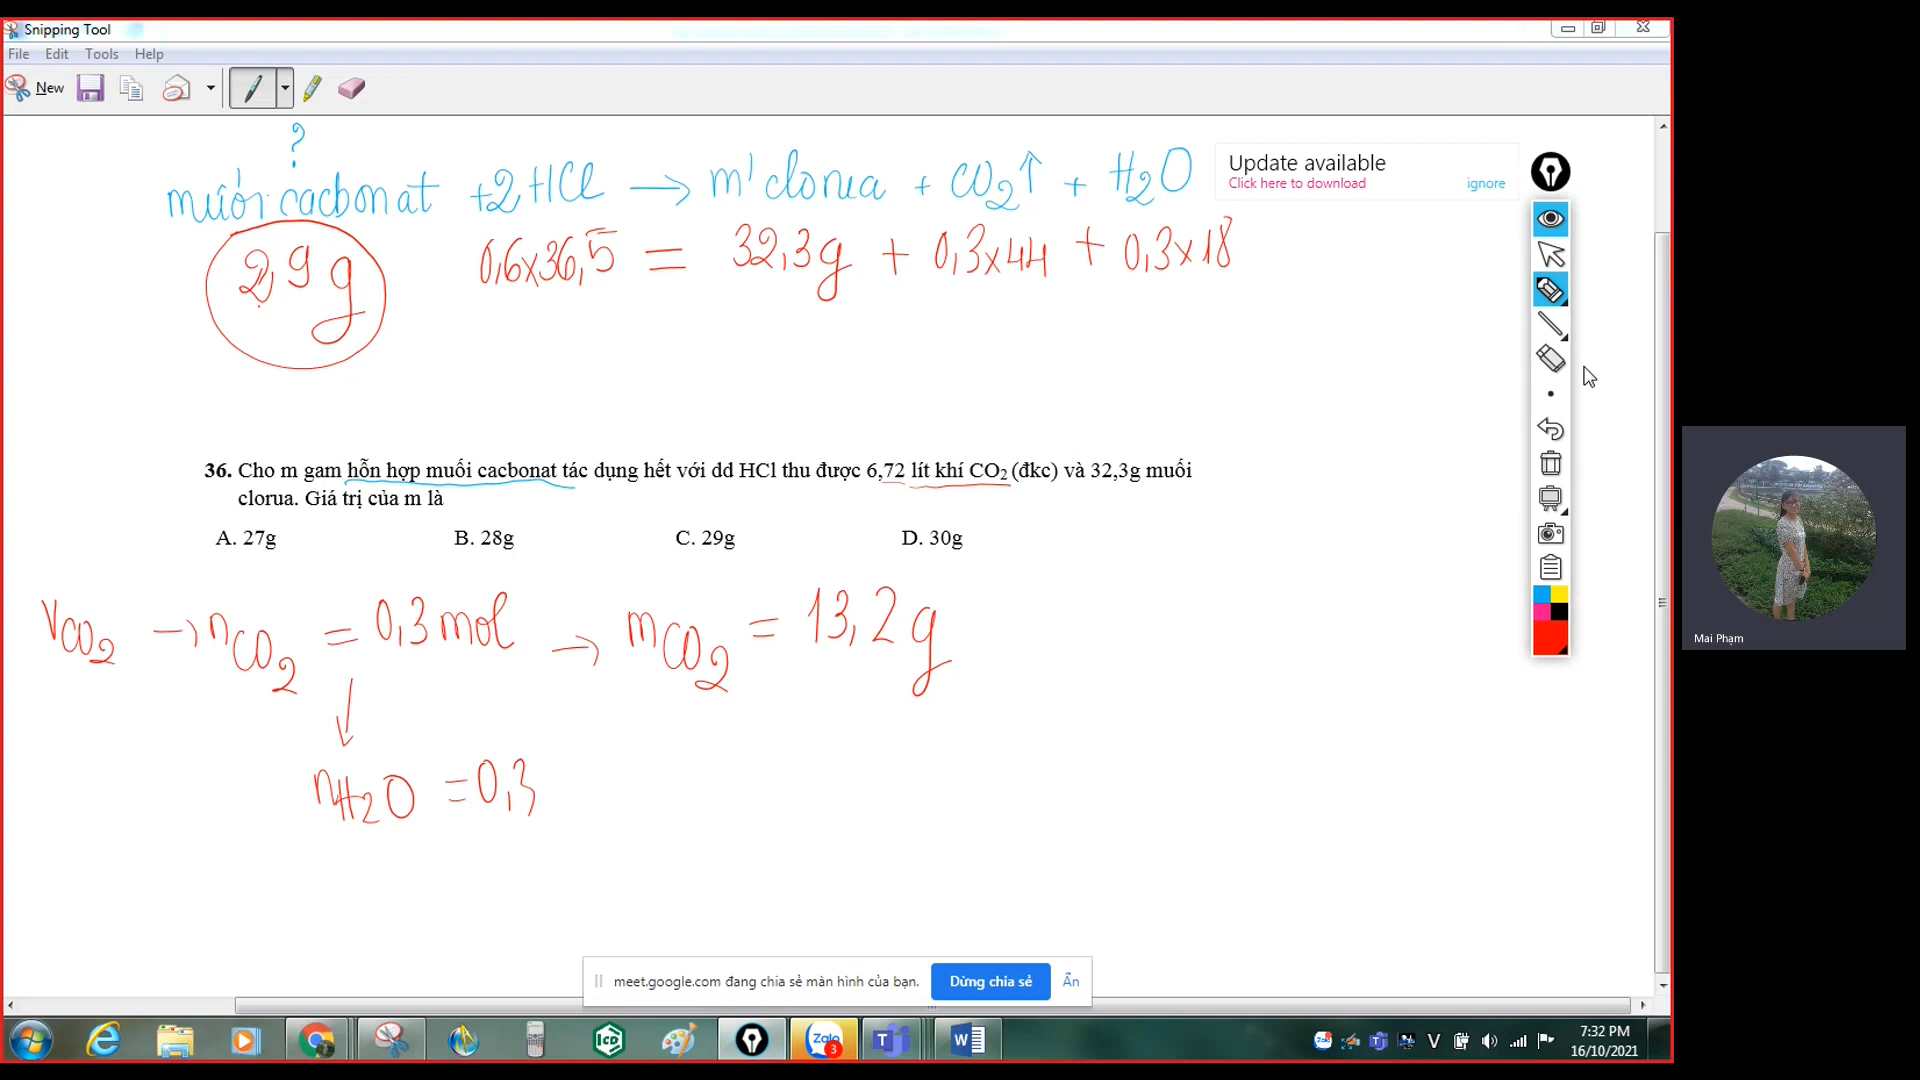 Snipping Tool
File Edit Tools Help
New
?
muối cacbonat +2HCl → m' clorua + CO2↑ + H2O
Update available
Click here to download ignore
2,9g 0,6x36,5 = 32,3g + 0,3x44 + 0,3x18
36. Cho m gam hỗn hợp muối cacbonat tác dụng hết với dd HCl thu được 6,72 lít khí CO2 (đkc) và 32,3g muối
clorua. Giá trị của m là
A. 27g B. 28g C. 29g D. 30g
VCO2 → nCO2 = 0,3 mol → mCO2 = 13,2 g
↓
nH2O = 0,3
Mai Phạm
meet.google.com đang chia sẻ màn hình của bạn. Dừng chia sẻ Ẩn
ICD
Zalo
3
V
7:32 PM
16/10/2021